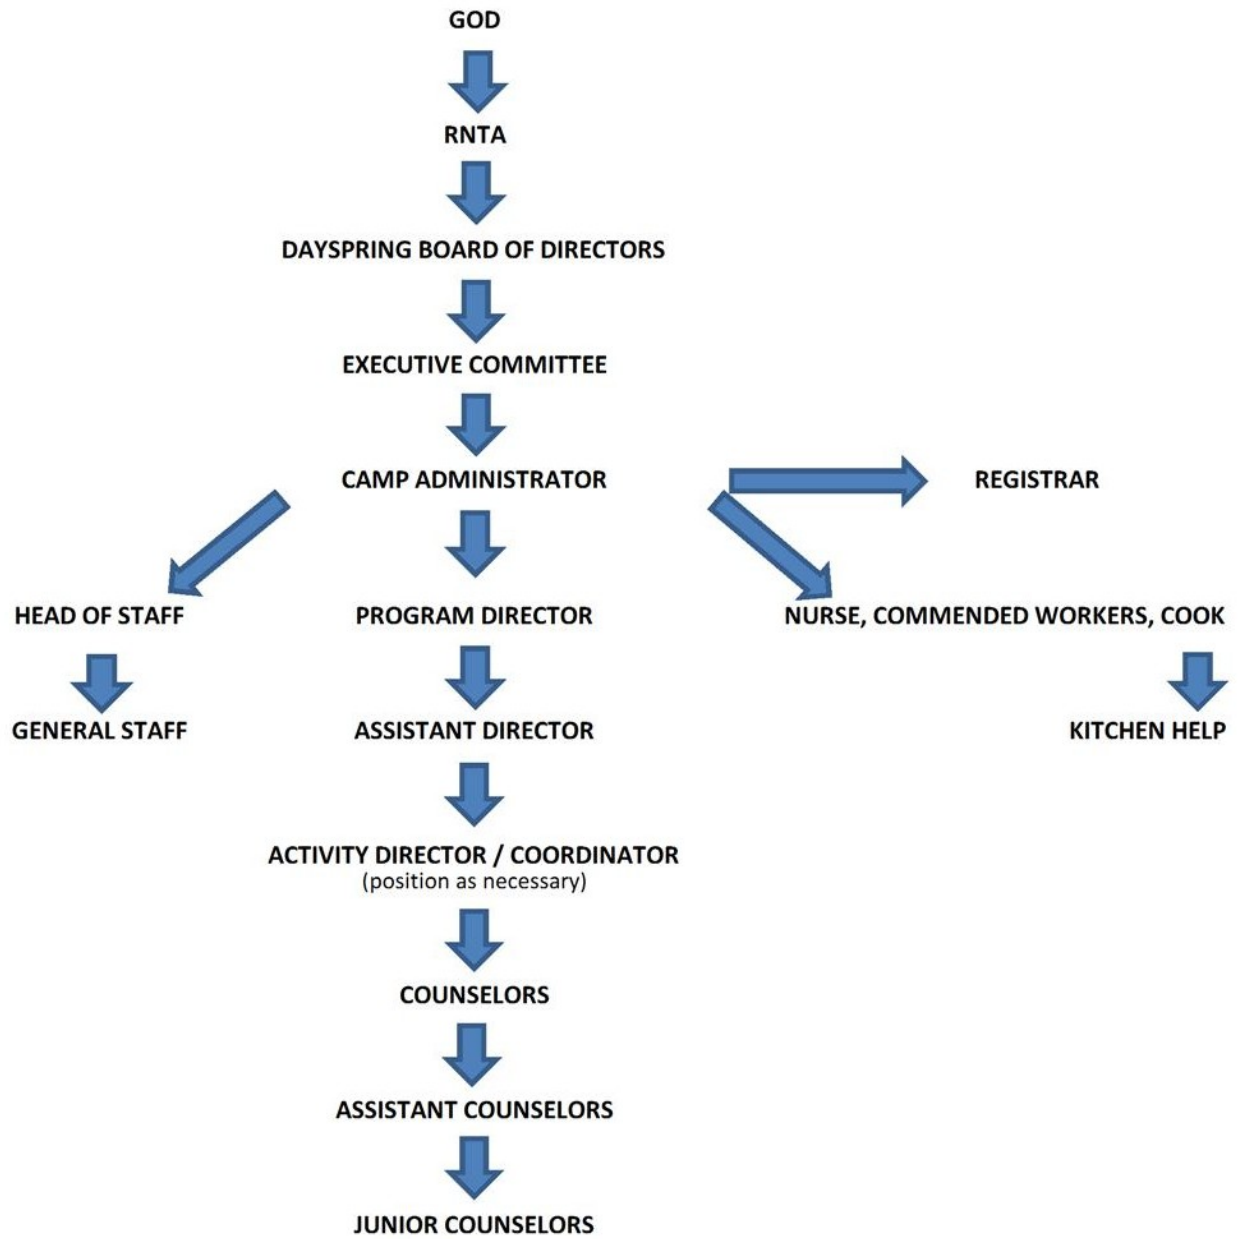 GOD
RNTA
DAYSPRING BOARD OF DIRECTORS
EXECUTIVE COMMITTEE
CAMP ADMINISTRATOR
REGISTRAR
HEAD OF STAFF
PROGRAM DIRECTOR
NURSE, COMMENDED WORKERS, COOK
GENERAL STAFF
ASSISTANT DIRECTOR
KITCHEN HELP
ACTIVITY DIRECTOR / COORDINATOR
(position as necessary)
COUNSELORS
ASSISTANT COUNSELORS
JUNIOR COUNSELORS